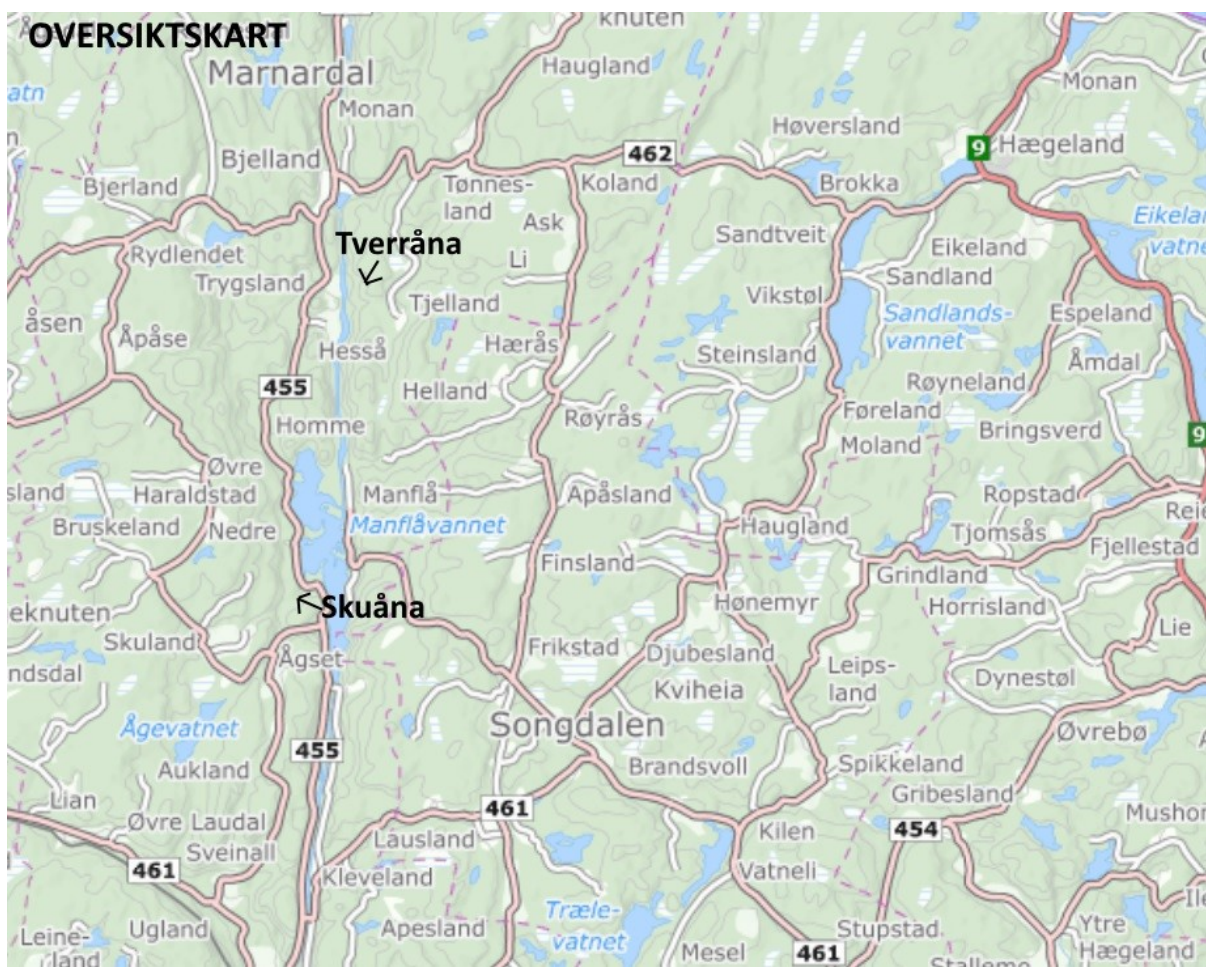 OVERSIKTSKART
knuten
Marnardal
Haugland
Monan
Monan
Høversland
Hægeland
9
Bjelland
462
Bjerland
Tønnes-
land
Koland
Brokka
Ask
Tverråna
Sandtveit
Eikeland
Rydlendet
Li
Sandland
Trygsland
Tjelland
Vikstøl
Sandlands-
vannet
Espeland
åsen
Åpåse
Hesså
Hærås
Steinsland
Åmdal
455
Helland
Røyneland
Røyrås
Føreland
Homme
Moland
Bringsverd
9
Øvre
Haraldstad
Manflå
Apåsland
Ropstad
Bruskeland
Nedre
Manflåvannet
Haugland
Tjomsås
Finsland
Fjellestad
Grindland
eknuten
Skuåna
Hønemyr
Horrisland
Skuland
Frikstad
Djubesland
Lie
Ågset
Leips-
land
ndsdal
Kviheia
Dynestøl
Ågevatnet
Songdalen
Øvrebø
455
Aukland
Brandsvoll
Spikkeland
Gribesland
Lian
461
Øvre Laudal
Lausland
Kilen
454
Sveinall
461
Kleveland
Vatneli
Ugland
Apesland
Træle-
vatnet
Stupstad
Ytre
Hægeland
Leine-
land
Mesel
461